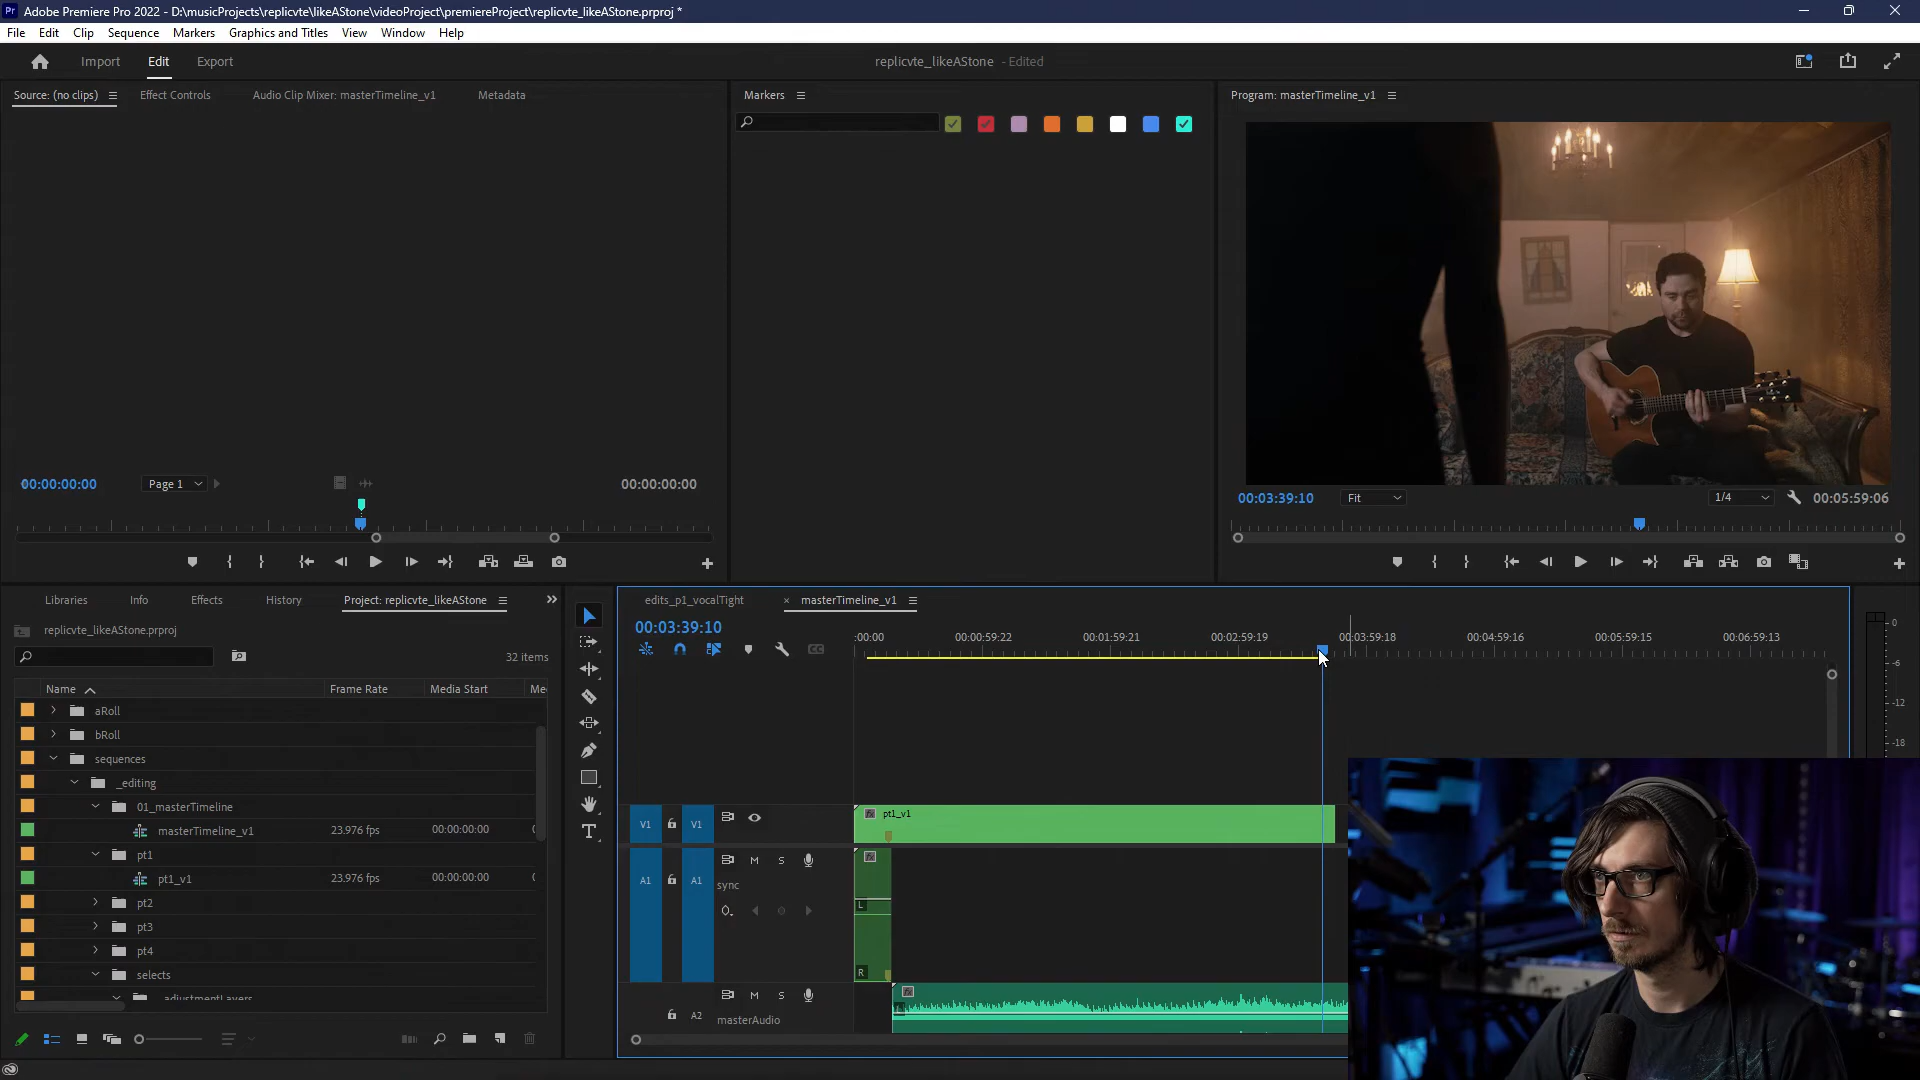 Pr Adobe Premiere Pro 2022 - D:\musicProjects\replicvte\likeAStone\videoProject\premiereProject\replicvte_likeAStone.prproj *
File Edit Clip Sequence Markers Graphics and Titles View Window Help
Import Edit Export replicvte_likeAStone - Edited
Source: (no clips) Effect Controls Audio Clip Mixer: masterTimeline_v1 Metadata
Markers
Program: masterTimeline_v1
00:00:00:00 Page 1 00:00:00:00
00:03:39:10 Fit 1/4 00:05:59:06
Libraries Info Effects History Project: replicvte_likeAStone
replicvte_likeAStone.prproj
32 items
Name Frame Rate Media Start Me
aRoll
bRoll
sequences
_editing
01_masterTimeline
masterTimeline_v1 23.976 fps 00:00:00:00
pt1
pt1_v1 23.976 fps 00:00:00:00
pt2
pt3
pt4
selects
adjustmentLayers
edits_p1_vocalTight × masterTimeline_v1
00:03:39:10
:00:00 00:00:59:22 00:01:59:21 00:02:59:19 00:03:59:18 00:04:59:16 00:05:59:15 00:06:59:13
V1 V1 pt1_v1
A1 A1 M S
sync
L
R
M S
A2 masterAudio
0
-6
-12
-18